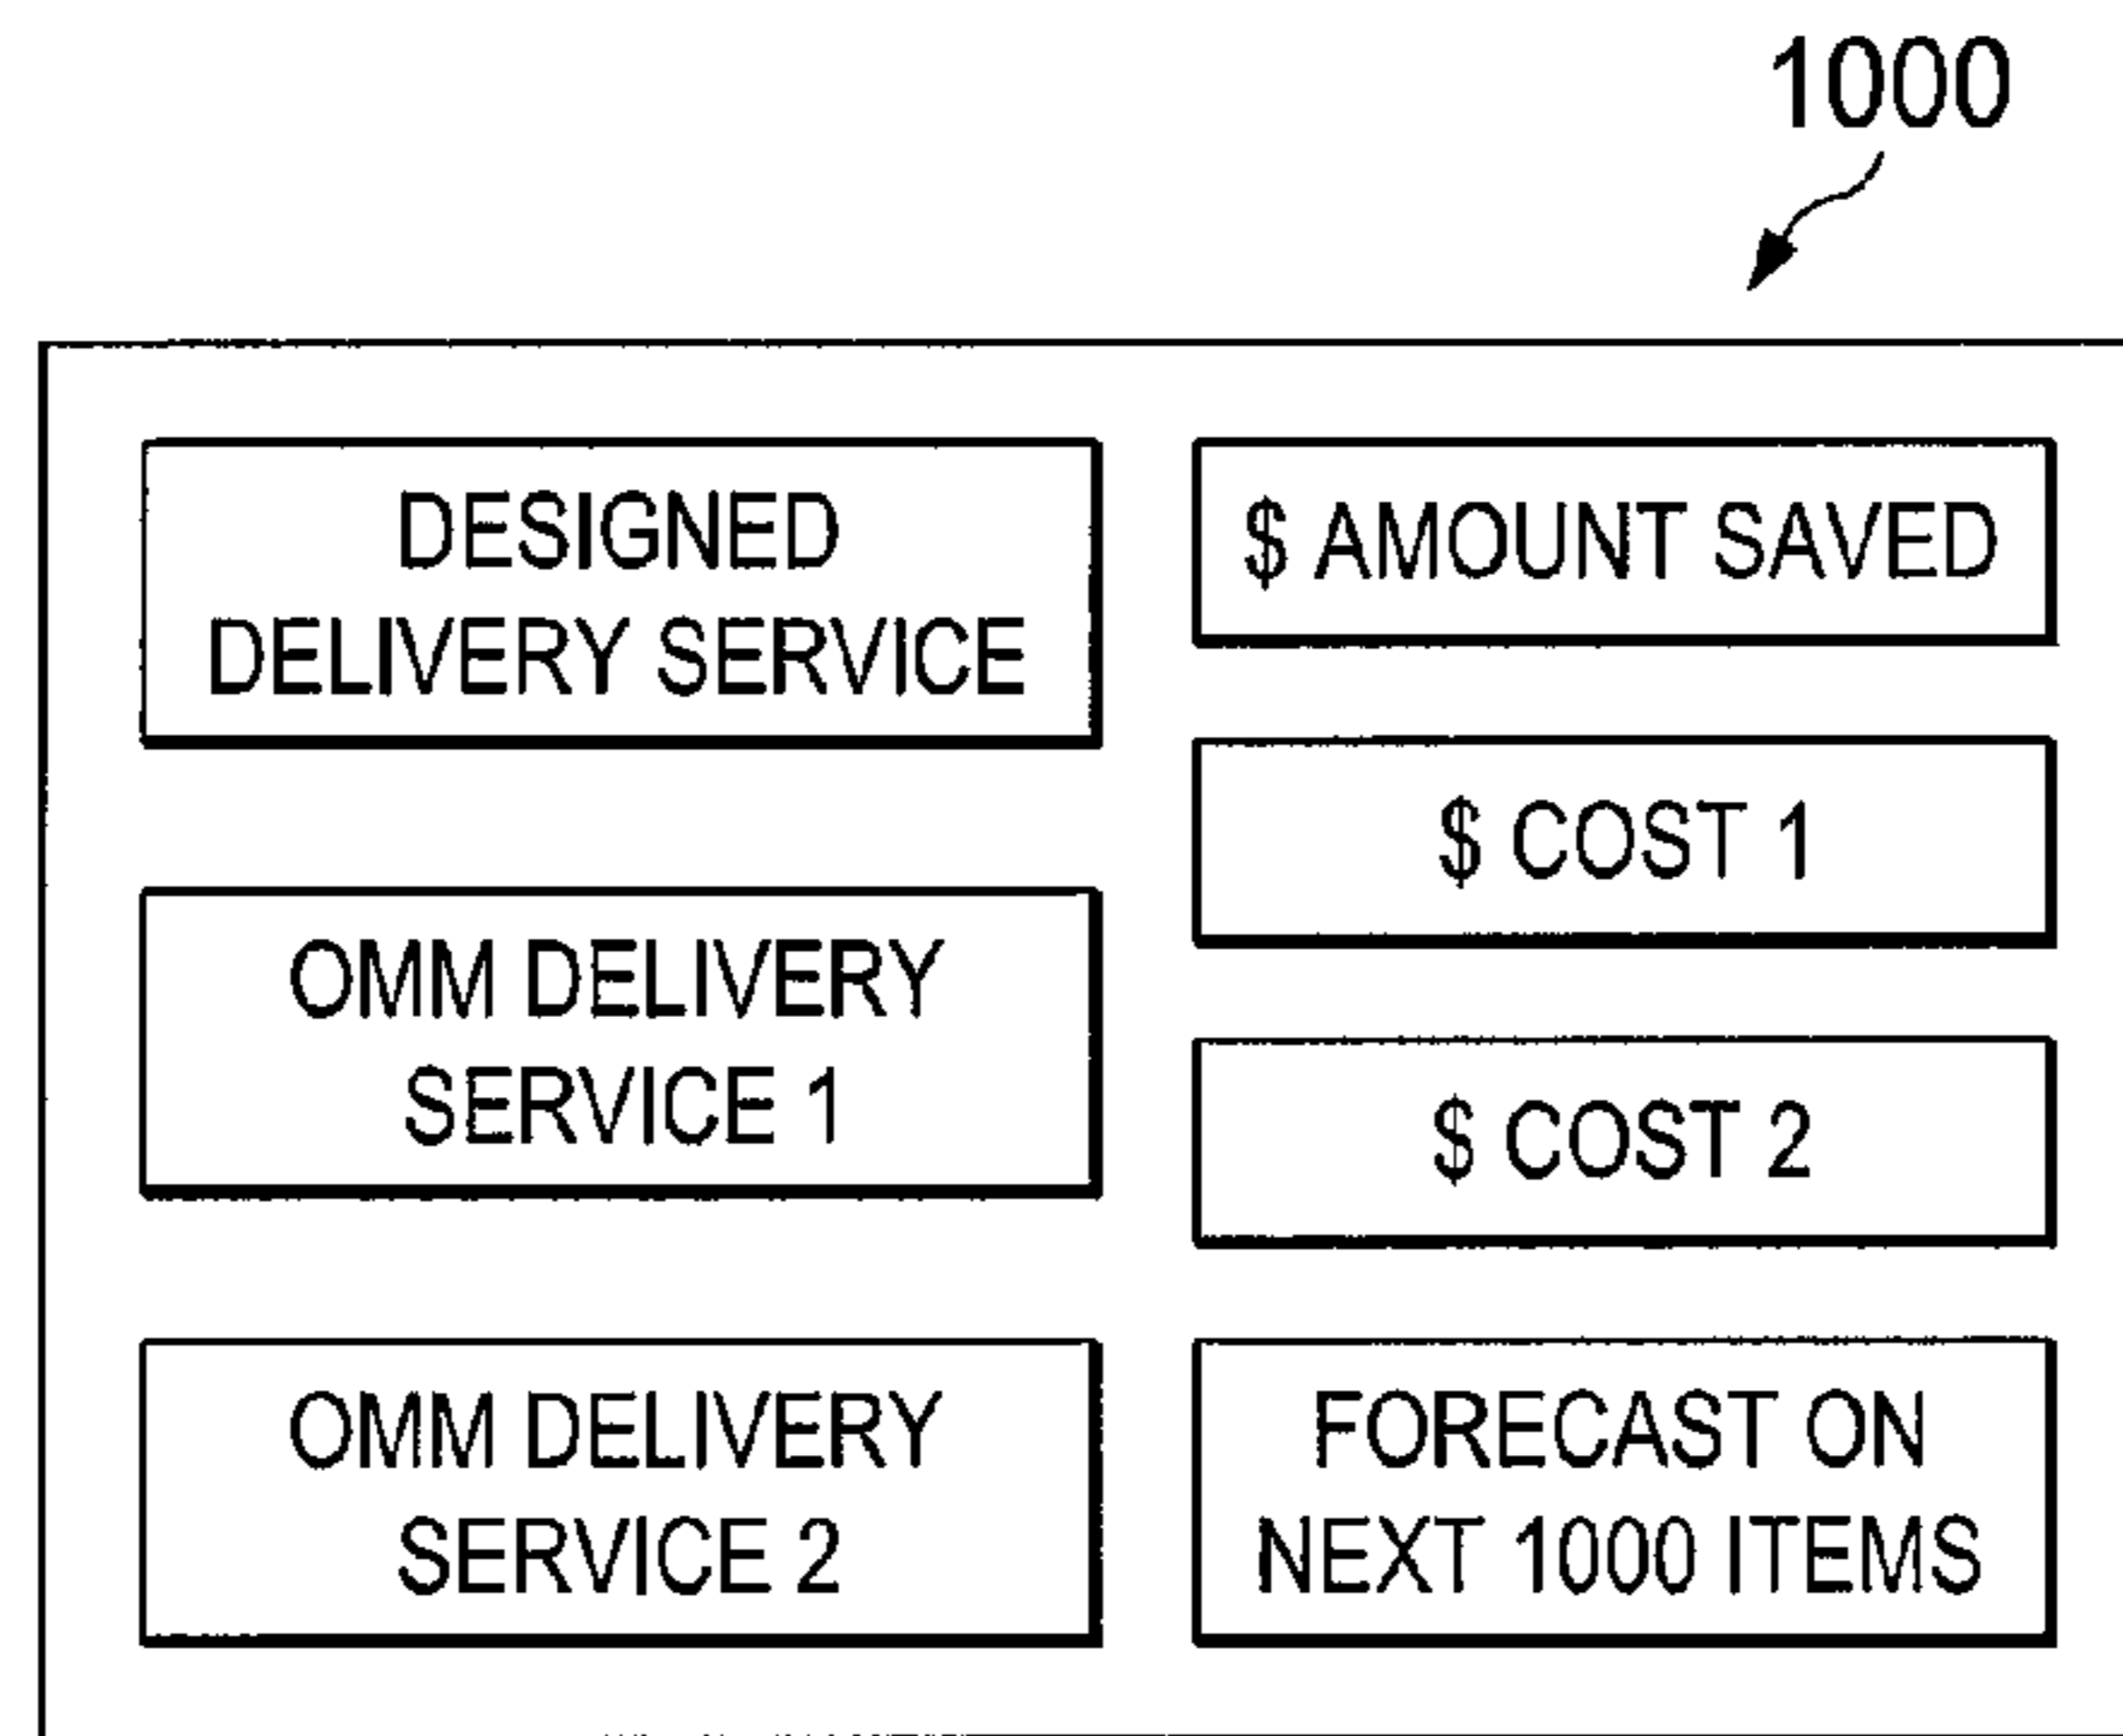 1000
DESIGNED
DELIVERY SERVICE
$ AMOUNT SAVED
$ COST 1
OMM DELIVERY
SERVICE 1
$ COST 2
OMM DELIVERY
SERVICE 2
FORECAST ON
NEXT 1000 ITEMS